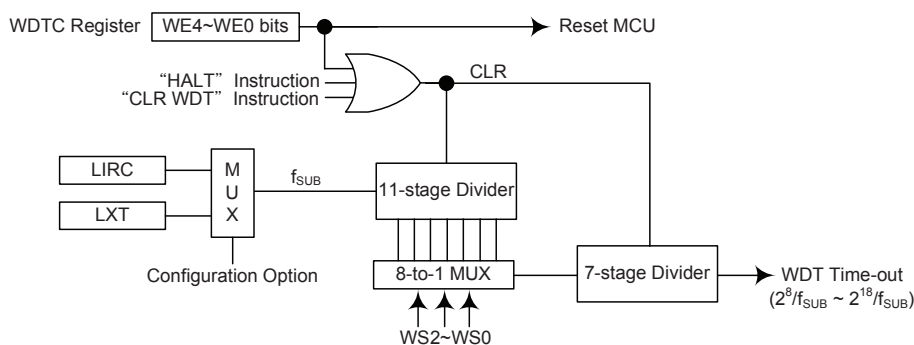 WDTC Register
WE4~WE0 bits
Reset MCU
“HALT” Instruction
“CLR WDT” Instruction
CLR
LIRC
LXT
M
U
X
fSUB
11-stage Divider
Configuration Option
8-to-1 MUX
7-stage Divider
WDT Time-out
(2⁸/fSUB ~ 2¹⁸/fSUB)
WS2~WS0